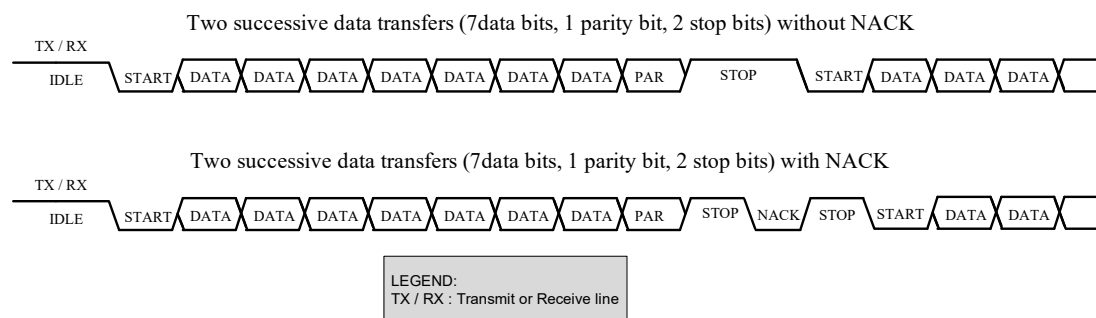 Two successive data transfers (7data bits, 1 parity bit, 2 stop bits) without NACK
TX / RX
IDLE START DATA DATA DATA DATA DATA DATA DATA PAR STOP START DATA DATA DATA
Two successive data transfers (7data bits, 1 parity bit, 2 stop bits) with NACK
TX / RX
IDLE START DATA DATA DATA DATA DATA DATA DATA PAR STOP NACK STOP START DATA DATA
LEGEND:
TX / RX : Transmit or Receive line